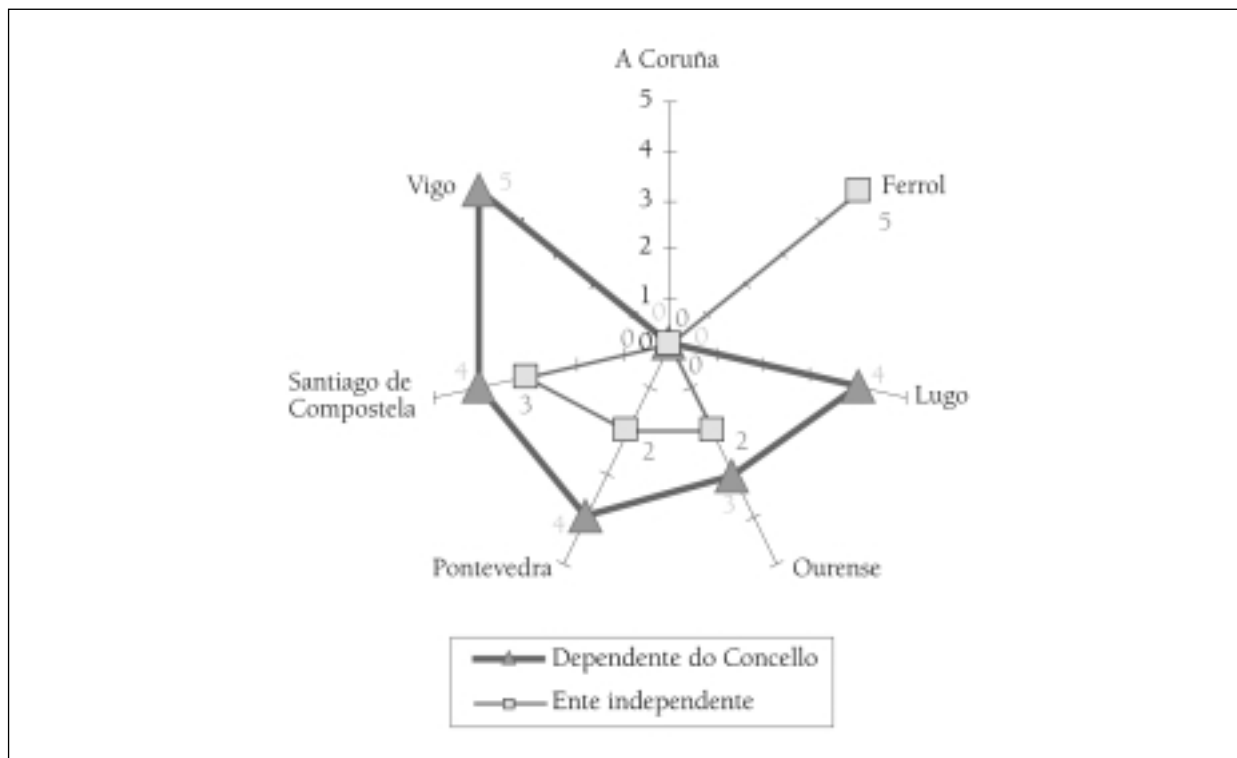 A Coruña
5
4
3
2
1
0
Vigo
5
Ferrol
5
0
0
0
0
0
Santiago de
Compostela
4
3
4
Lugo
2
2
4
3
Pontevedra
Ourense
Dependente do Concello
Ente independente